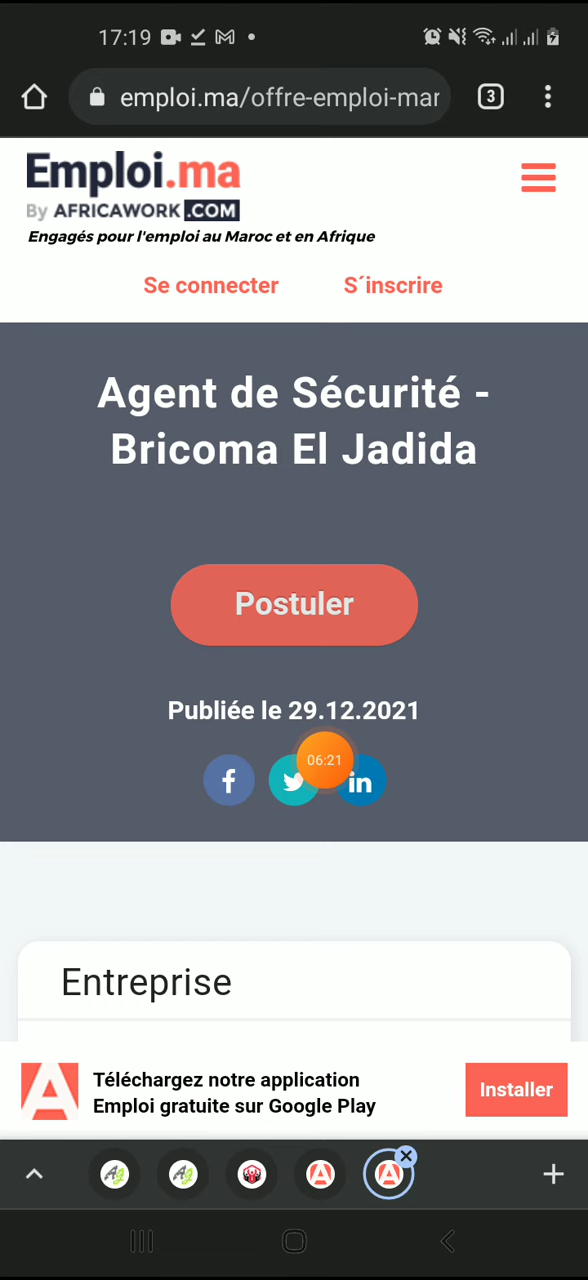 17:19
emploi.ma/offre-emploi-mar
3
Emploi.ma
By AFRICAWORK.COM
Engagés pour l'emploi au Maroc et en Afrique
Se connecter S´inscrire
Agent de Sécurité -
Bricoma El Jadida
Postuler
Publiée le 29.12.2021
06:21
f in
Entreprise
Téléchargez notre application
Emploi gratuite sur Google Play
Installer